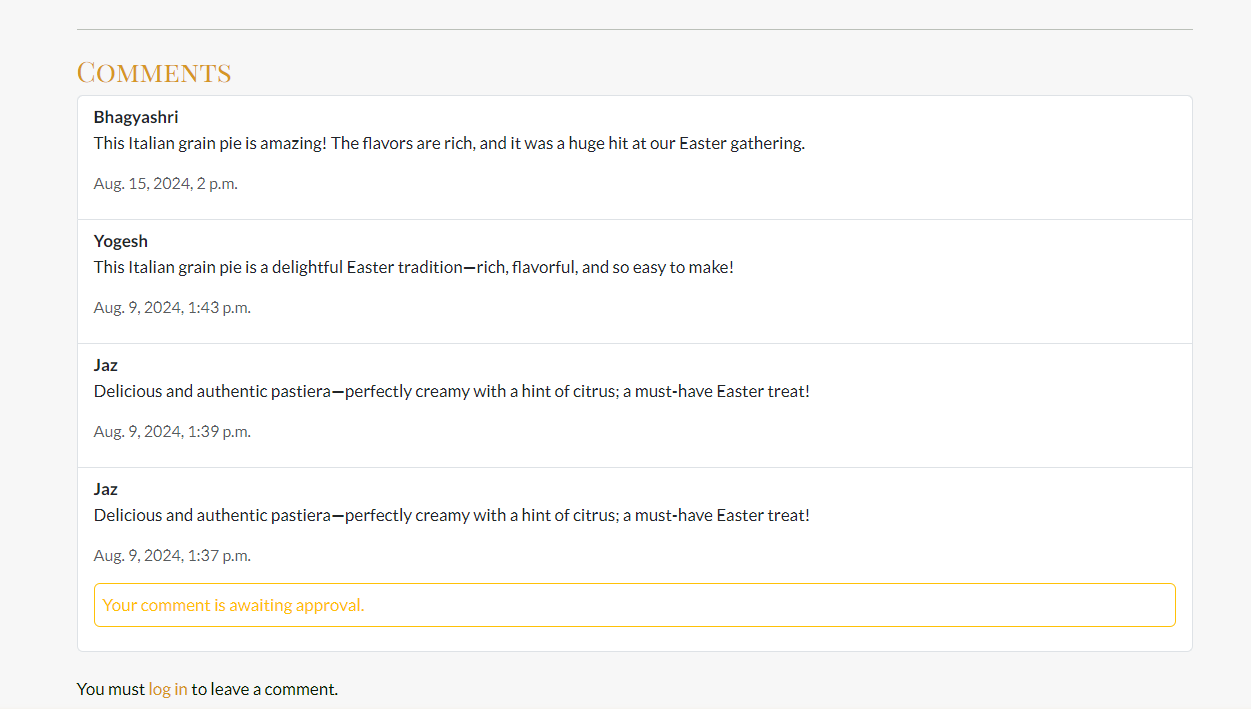 Comments
Bhagyashri
This Italian grain pie is amazing! The flavors are rich, and it was a huge hit at our Easter gathering.
Aug. 15, 2024, 2 p.m.
Yogesh
This Italian grain pie is a delightful Easter tradition—rich, flavorful, and so easy to make!
Aug. 9, 2024, 1:43 p.m.
Jaz
Delicious and authentic pastiera—perfectly creamy with a hint of citrus; a must-have Easter treat!
Aug. 9, 2024, 1:39 p.m.
Jaz
Delicious and authentic pastiera—perfectly creamy with a hint of citrus; a must-have Easter treat!
Aug. 9, 2024, 1:37 p.m.
Your comment is awaiting approval.
You must log in to leave a comment.